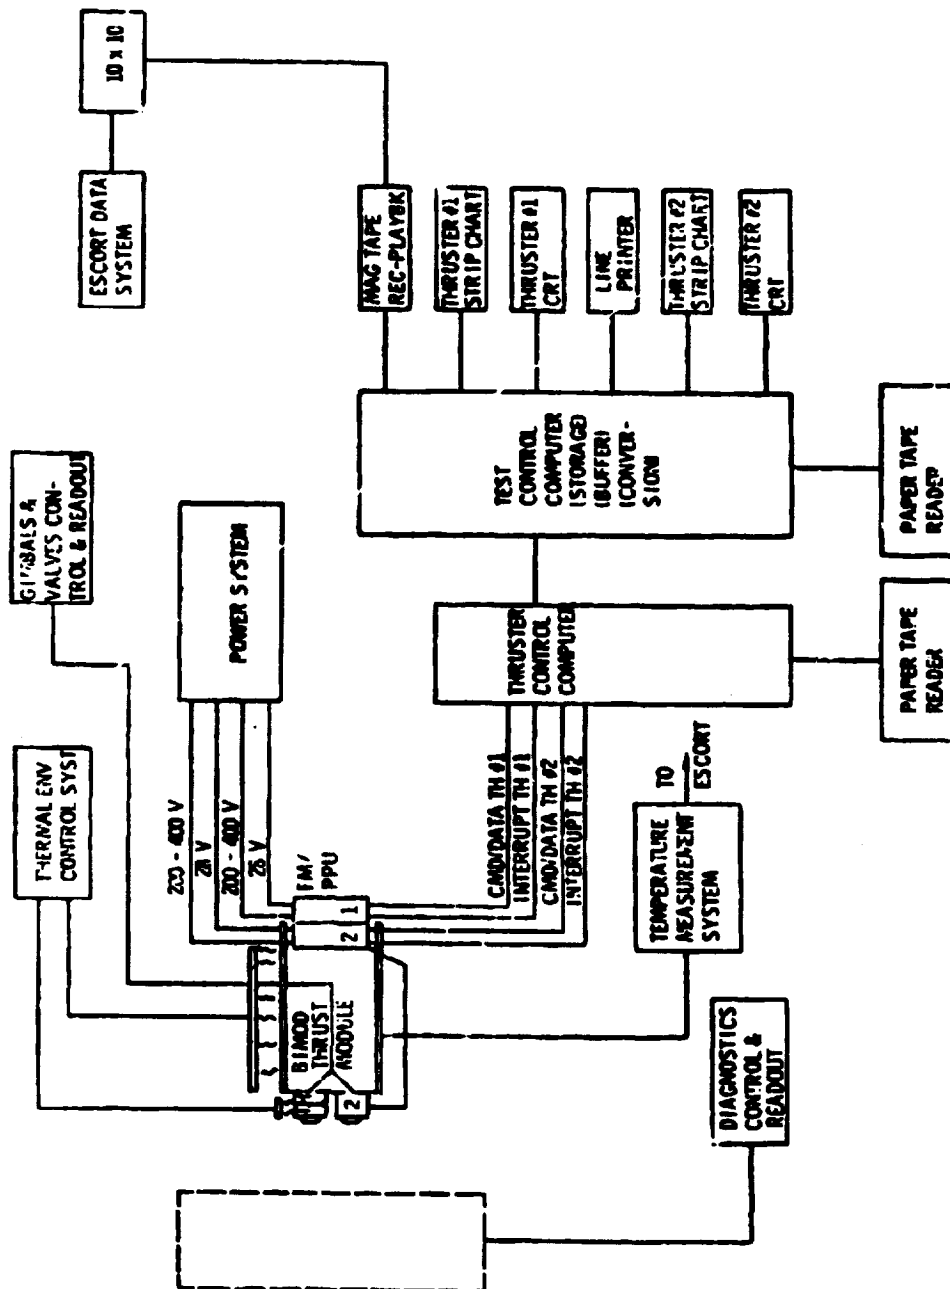 10 x 10
ESCORT DATA
SYSTEM
MAG TAPE
REC-PLAYBK
THRUSTER #1
STRIP CHART
THRUSTER #1
CRT
LINE
PRINTER
THRUSTER #2
STRIP CHART
THRUSTER #2
CRT
GIMBALS &
VALVES CON-
TROL & READOUT
POWER SYSTEM
TEST
CONTROL
COMPUTER
(STORAGE)
(BUFFER)
(CONVER-
SION)
PAPER TAPE
READER
THERMAL ENV
CONTROL SYST
200 - 400 V
28 V
200 - 400 V
28 V
THRUSTER
CONTROL
COMPUTER
PAPER TAPE
READER
PPU
1
2
CMD/DATA TH #1
INTERRUPT TH #1
CMD/DATA TH #2
INTERRUPT TH #2
BIMOD
THRUST
MODULE
2
TEMPERATURE
MEASUREMENT
SYSTEM
TO
ESCORT
DIAGNOSTICS
CONTROL &
READOUT